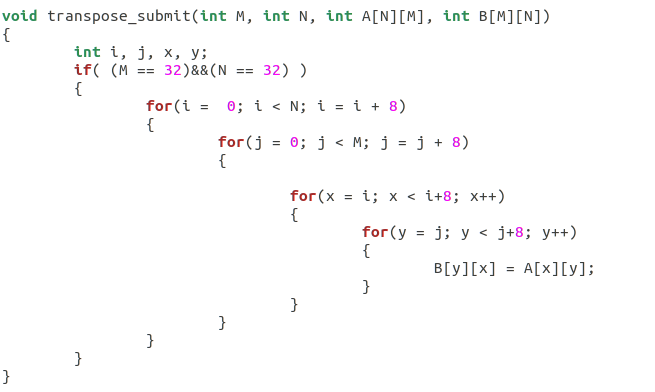 void transpose_submit(int M, int N, int A[N][M], int B[M][N])
{
        int i, j, x, y;
        if( (M == 32)&&(N == 32) )
        {
                for(i =  0; i < N; i = i + 8)
                {
                        for(j = 0; j < M; j = j + 8)
                        {

                                for(x = i; x < i+8; x++)
                                {
                                        for(y = j; y < j+8; y++)
                                        {
                                                B[y][x] = A[x][y];
                                        }
                                }
                        }
                }
        }
}